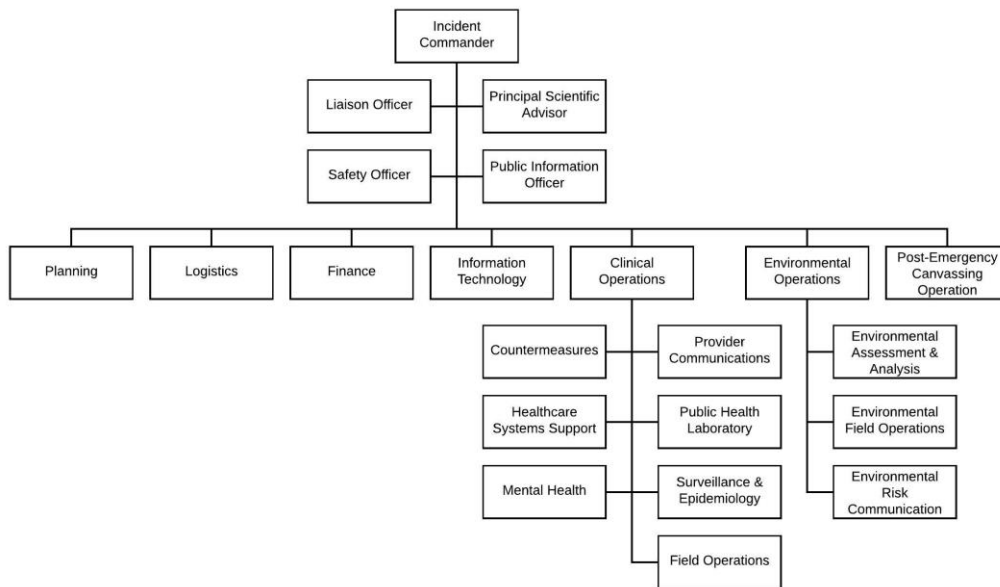 Incident
Commander
Liaison Officer
Principal Scientific
Advisor
Safety Officer
Public Information
Officer
Planning
Logistics
Finance
Information
Technology
Clinical
Operations
Environmental
Operations
Post-Emergency
Canvassing
Operation
Countermeasures
Provider
Communications
Environmental
Assessment &
Analysis
Healthcare
Systems Support
Public Health
Laboratory
Environmental
Field Operations
Mental Health
Surveillance &
Epidemiology
Environmental
Risk
Communication
Field Operations